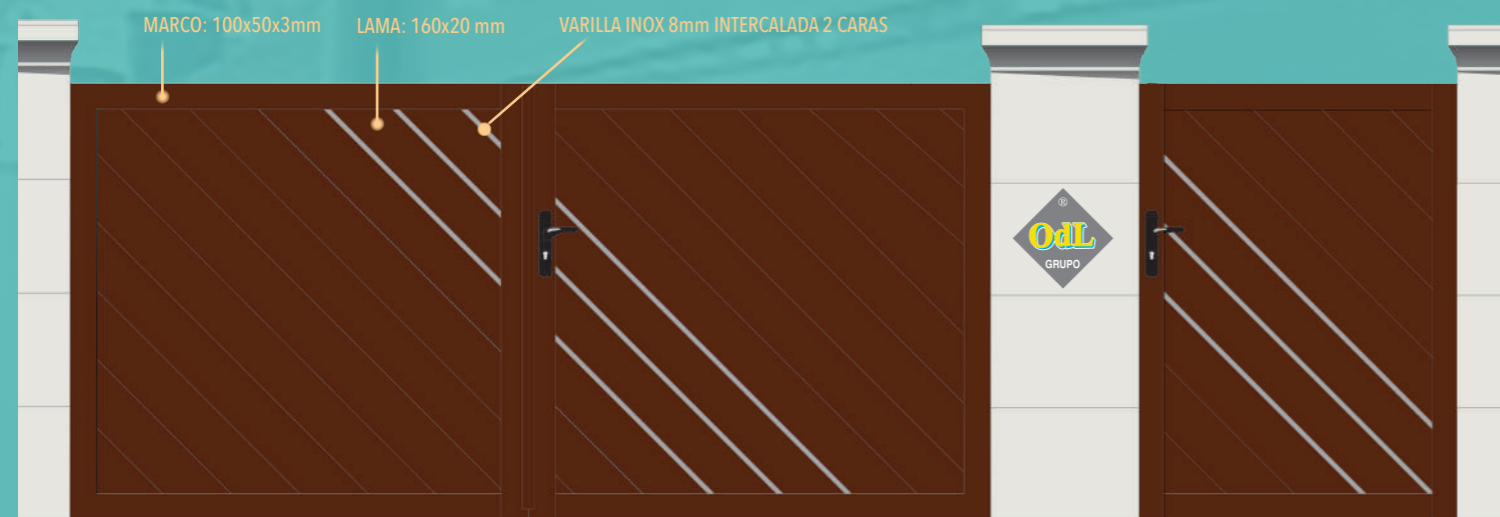 MARCO: 100x50x3mm
LAMA: 160x20 mm
VARILLA INOX 8mm INTERCALADA 2 CARAS
®
OdL
GRUPO